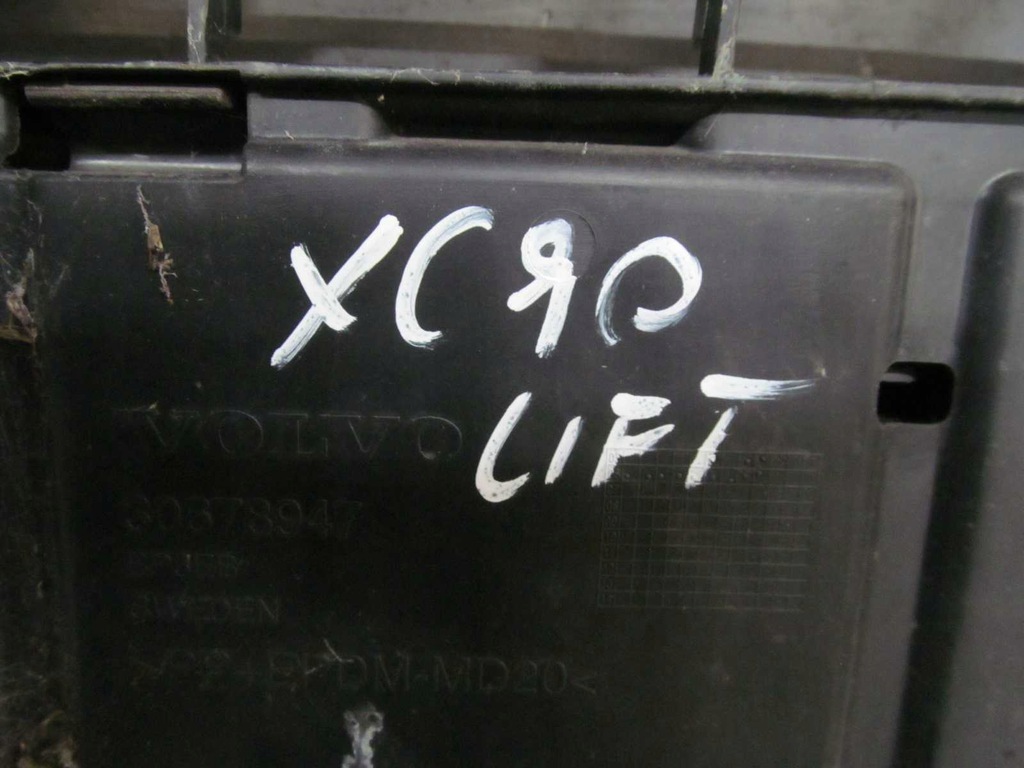 XC90
LIFT
VOLVO
30678947
SWEDEN